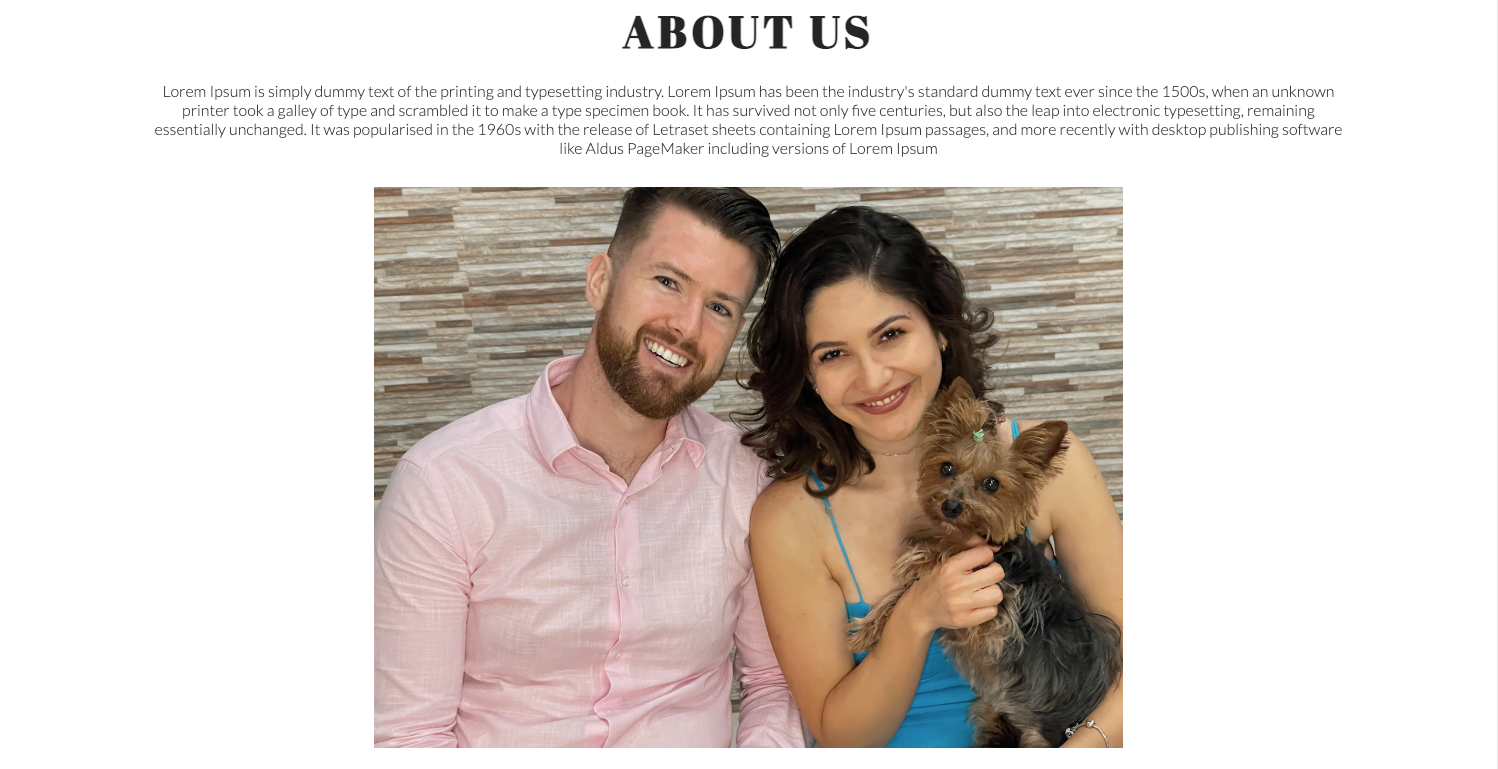 ABOUT US
Lorem Ipsum is simply dummy text of the printing and typesetting industry. Lorem Ipsum has been the industry's standard dummy text ever since the 1500s, when an unknown
printer took a galley of type and scrambled it to make a type specimen book. It has survived not only five centuries, but also the leap into electronic typesetting, remaining
essentially unchanged. It was popularised in the 1960s with the release of Letraset sheets containing Lorem Ipsum passages, and more recently with desktop publishing software
like Aldus PageMaker including versions of Lorem Ipsum